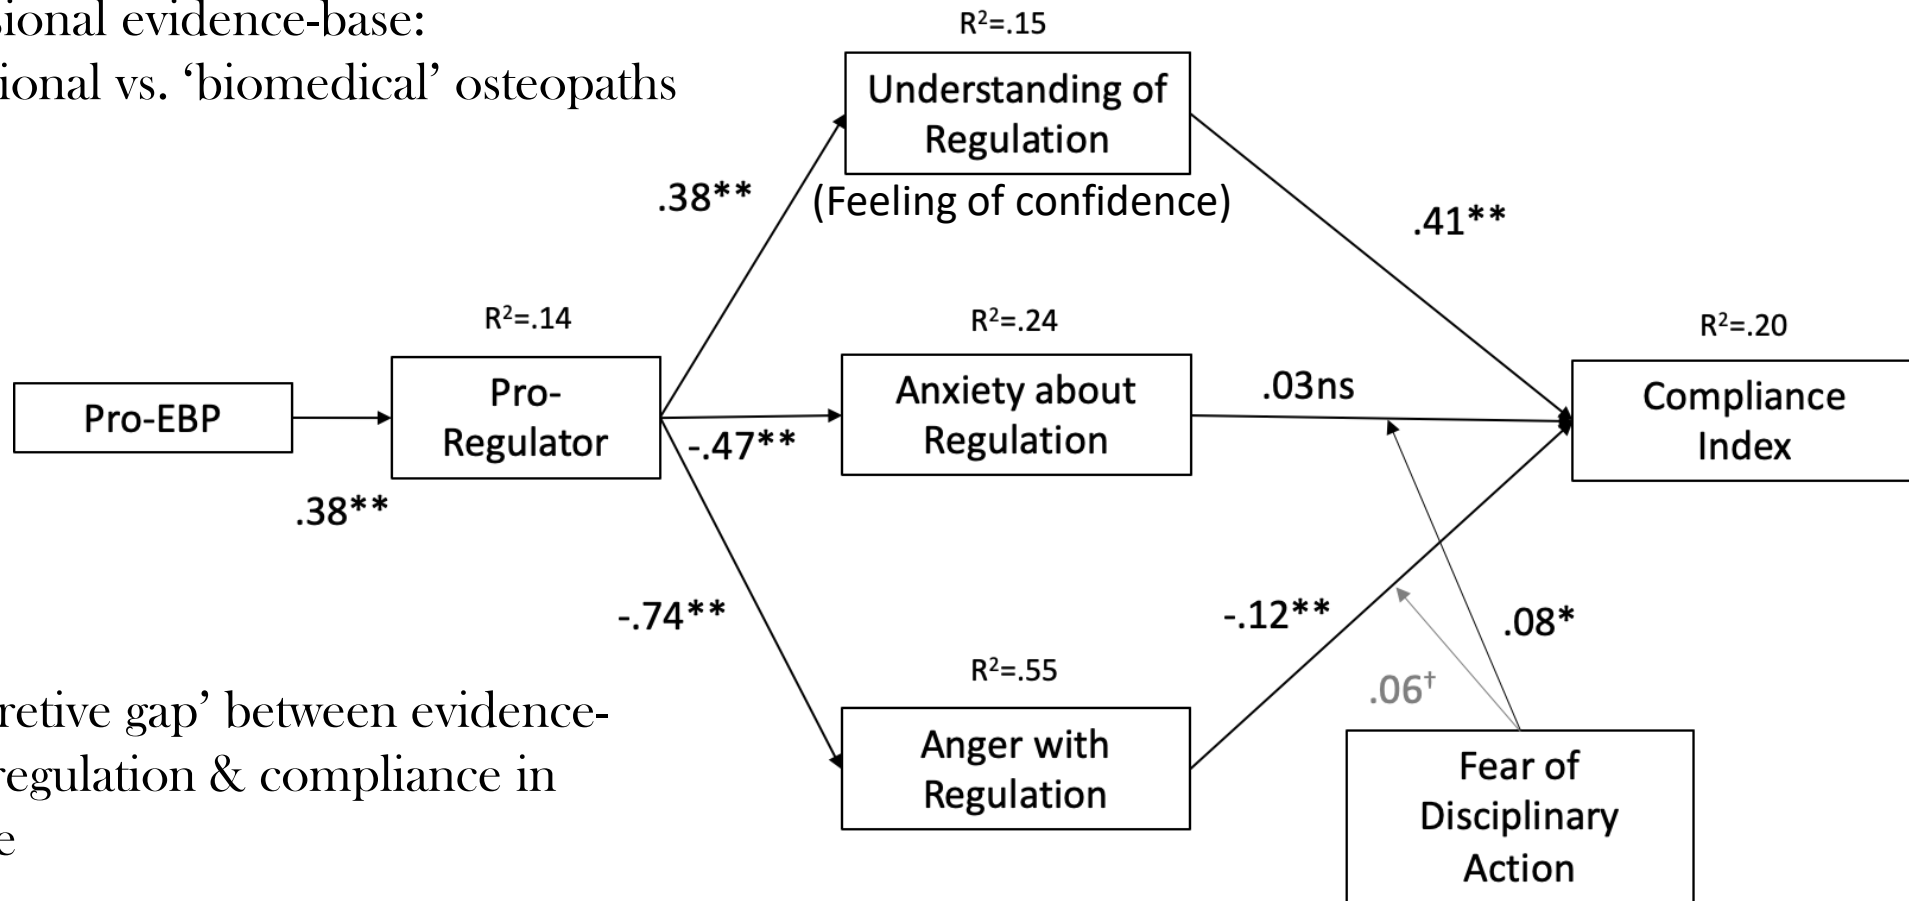 sional evidence-base:
ional vs. ‘biomedical’ osteopaths
R²=.15
Understanding of
Regulation
(Feeling of confidence)
.38**
.41**
R²=.14
R²=.24
R²=.20
Pro-EBP
Pro-
Regulator
Anxiety about
Regulation
.03ns
Compliance
Index
-.47**
.38**
-.74**
-.12**
.08*
R²=.55
.06†
retive gap’ between evidence-
regulation & compliance in
e
Anger with
Regulation
Fear of
Disciplinary
Action